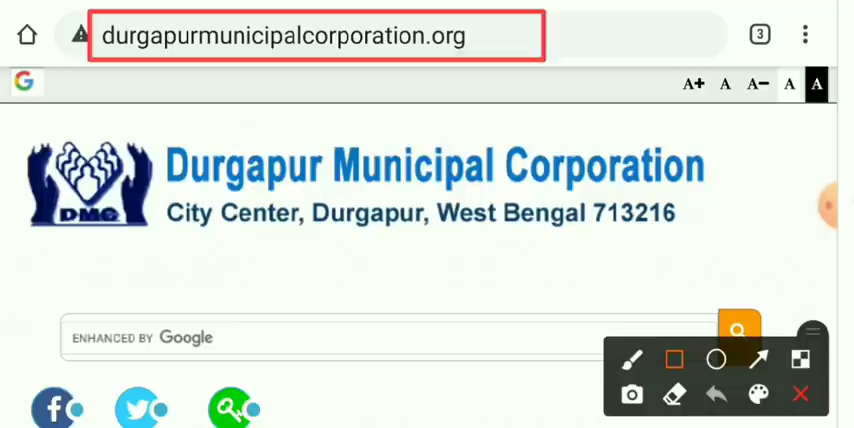 durgapurmunicipalcorporation.org
3
A+ A A− A A
Durgapur Municipal Corporation
DMC
City Center, Durgapur, West Bengal 713216
ENHANCED BY Google